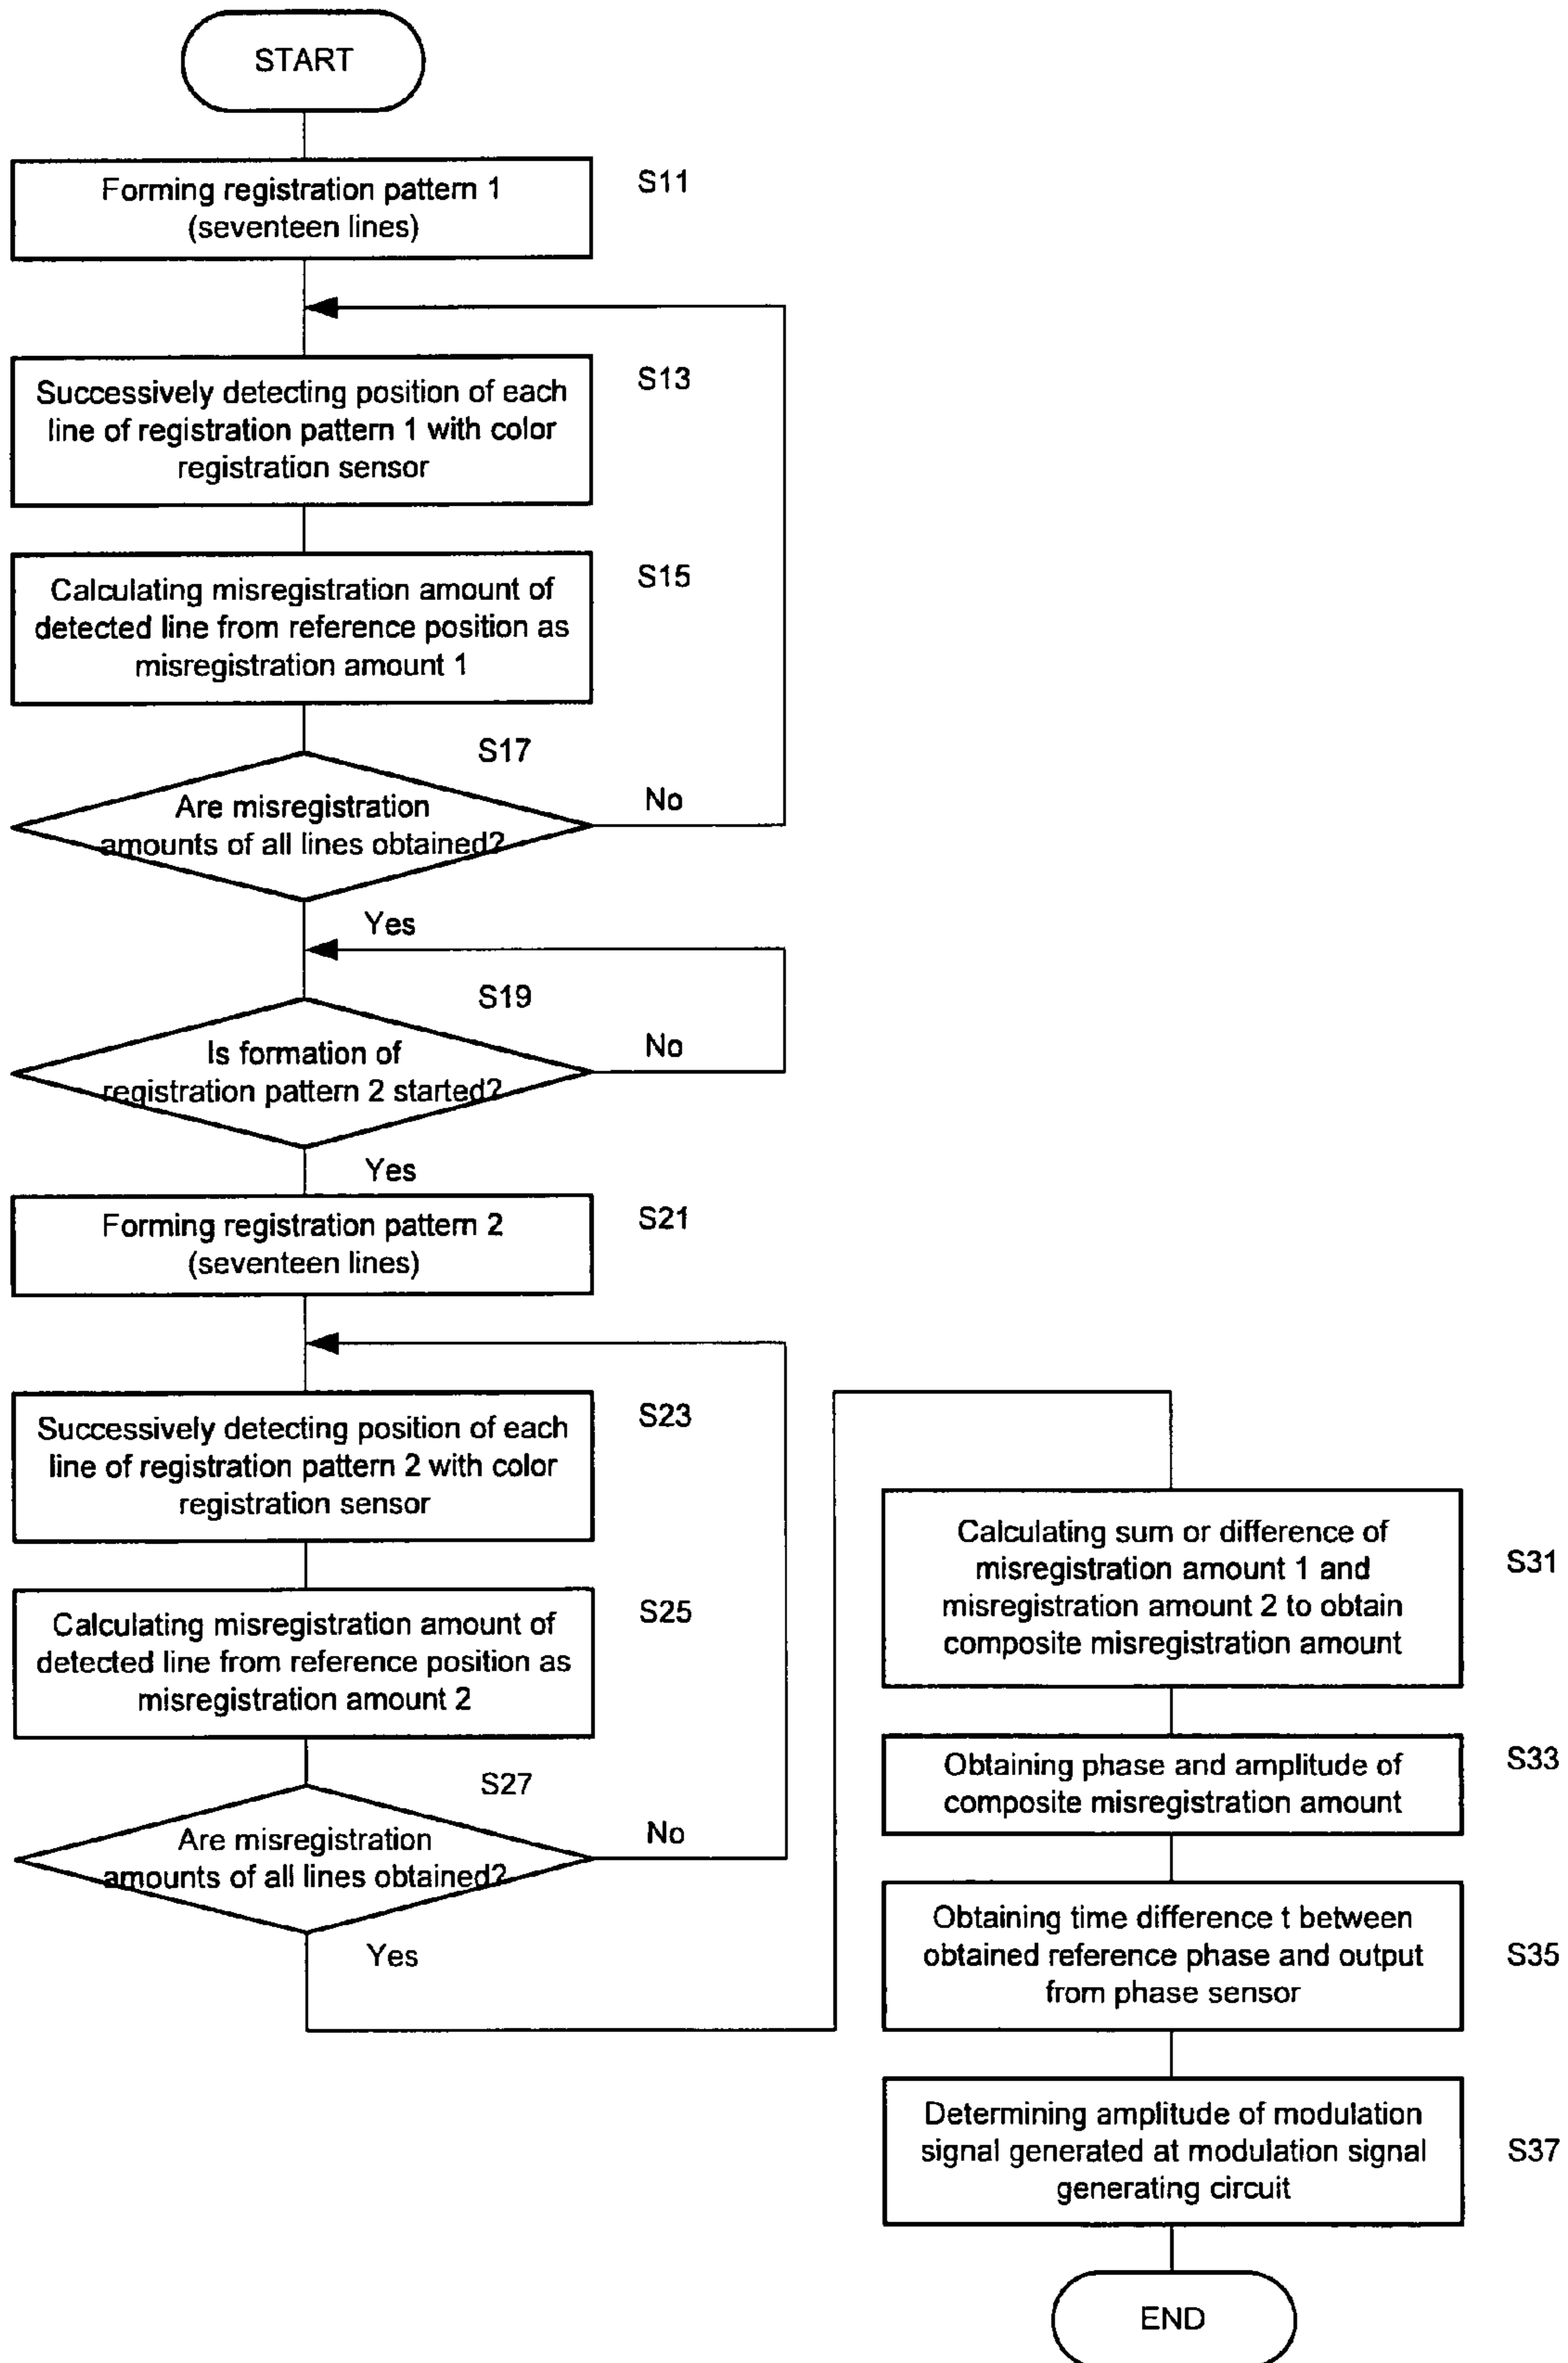 START
Forming registration pattern 1
(seventeen lines)
S11
Successively detecting position of each
line of registration pattern 1 with color
registration sensor
S13
Calculating misregistration amount of
detected line from reference position as
misregistration amount 1
S15
S17
Are misregistration
amounts of all lines obtained?
No
Yes
S19
Is formation of
registration pattern 2 started?
No
Yes
Forming registration pattern 2
(seventeen lines)
S21
Successively detecting position of each
line of registration pattern 2 with color
registration sensor
S23
Calculating misregistration amount of
detected line from reference position as
misregistration amount 2
S25
S27
Are misregistration
amounts of all lines obtained?
No
Yes
Calculating sum or difference of
misregistration amount 1 and
misregistration amount 2 to obtain
composite misregistration amount
S31
Obtaining phase and amplitude of
composite misregistration amount
S33
Obtaining time difference t between
obtained reference phase and output
from phase sensor
S35
Determining amplitude of modulation
signal generated at modulation signal
generating circuit
S37
END